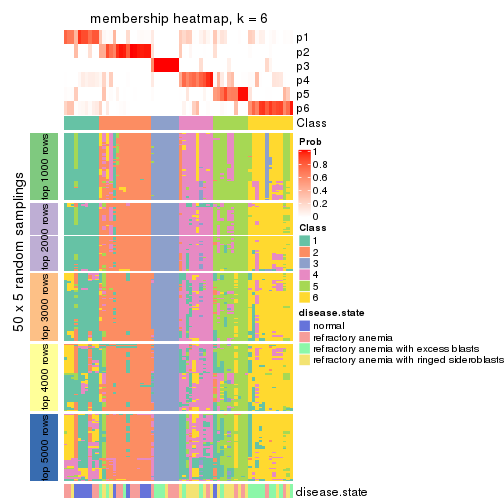 membership heatmap, k = 6
p1
p2
p3
p4
p5
p6
Class
50 x 5 random samplings
top 1000 rows
top 2000 rows
top 3000 rows
top 4000 rows
top 5000 rows
Prob
1
0.8
0.6
0.4
0.2
0
Class
1
2
3
4
5
6
disease.state
normal
refractory anemia
refractory anemia with excess blasts
refractory anemia with ringed sideroblasts
disease.state